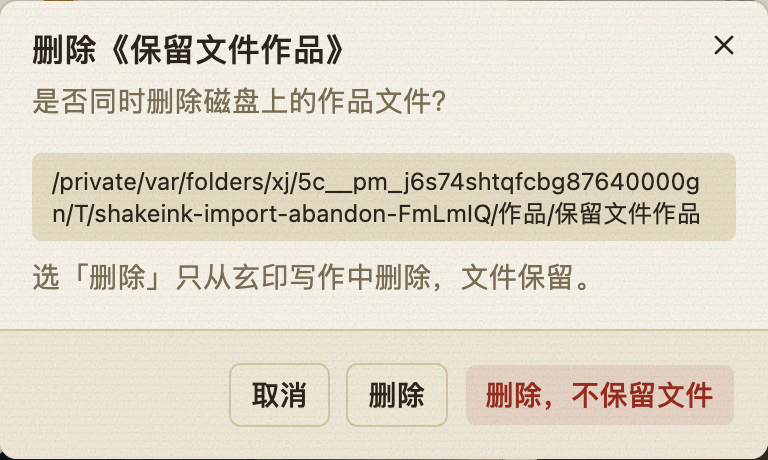 删除《保留文件作品》
是否同时删除磁盘上的作品文件？
/private/var/folders/xj/5c__pm_j6s74shtqfcbg87640000g
n/T/shakeink-import-abandon-FmLmIQ/作品/保留文件作品
选「删除」只从玄印写作中删除，文件保留。
取消
删除
删除，不保留文件